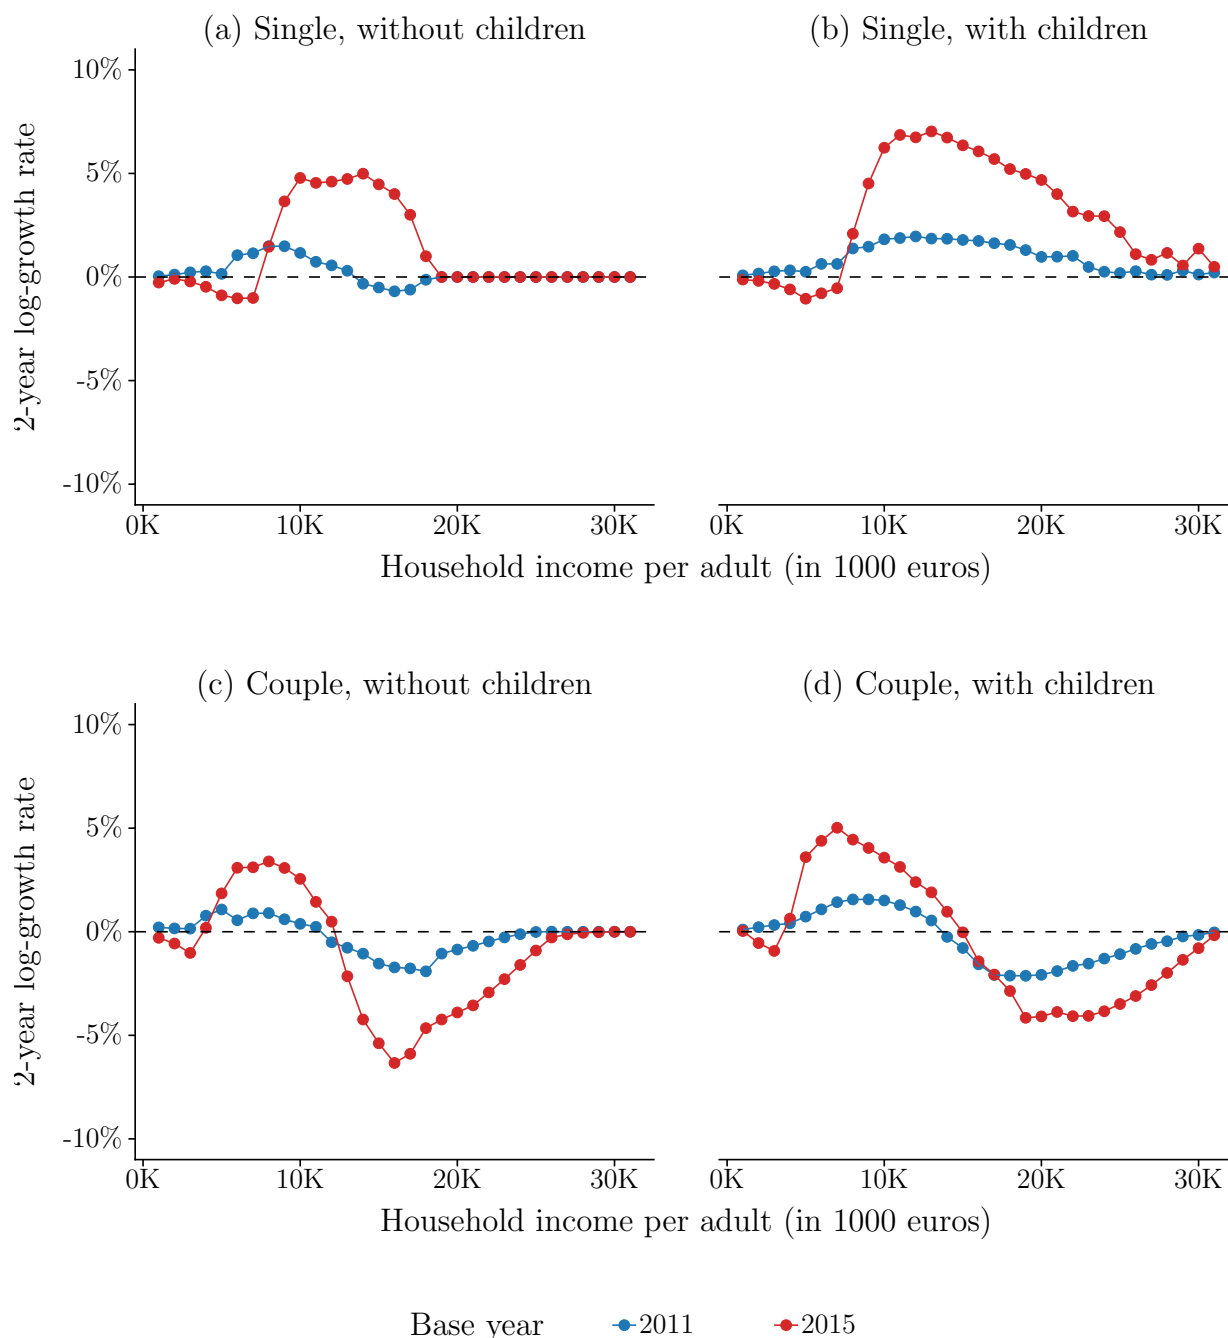 (a) Single, without children
(b) Single, with children
10%
5%
0%
-5%
-10%
2-year log-growth rate
0K 10K 20K 30K
0K 10K 20K 30K
Household income per adult (in 1000 euros)
(c) Couple, without children
(d) Couple, with children
10%
5%
0%
-5%
-10%
2-year log-growth rate
0K 10K 20K 30K
0K 10K 20K 30K
Household income per adult (in 1000 euros)
Base year 2011 2015